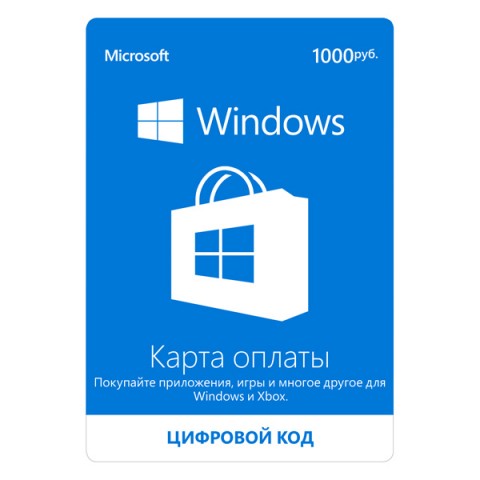 Microsoft 1000руб.
Windows
Карта оплаты
Покупайте приложения, игры и многое другое для
Windows и Xbox.
ЦИФРОВОЙ КОД